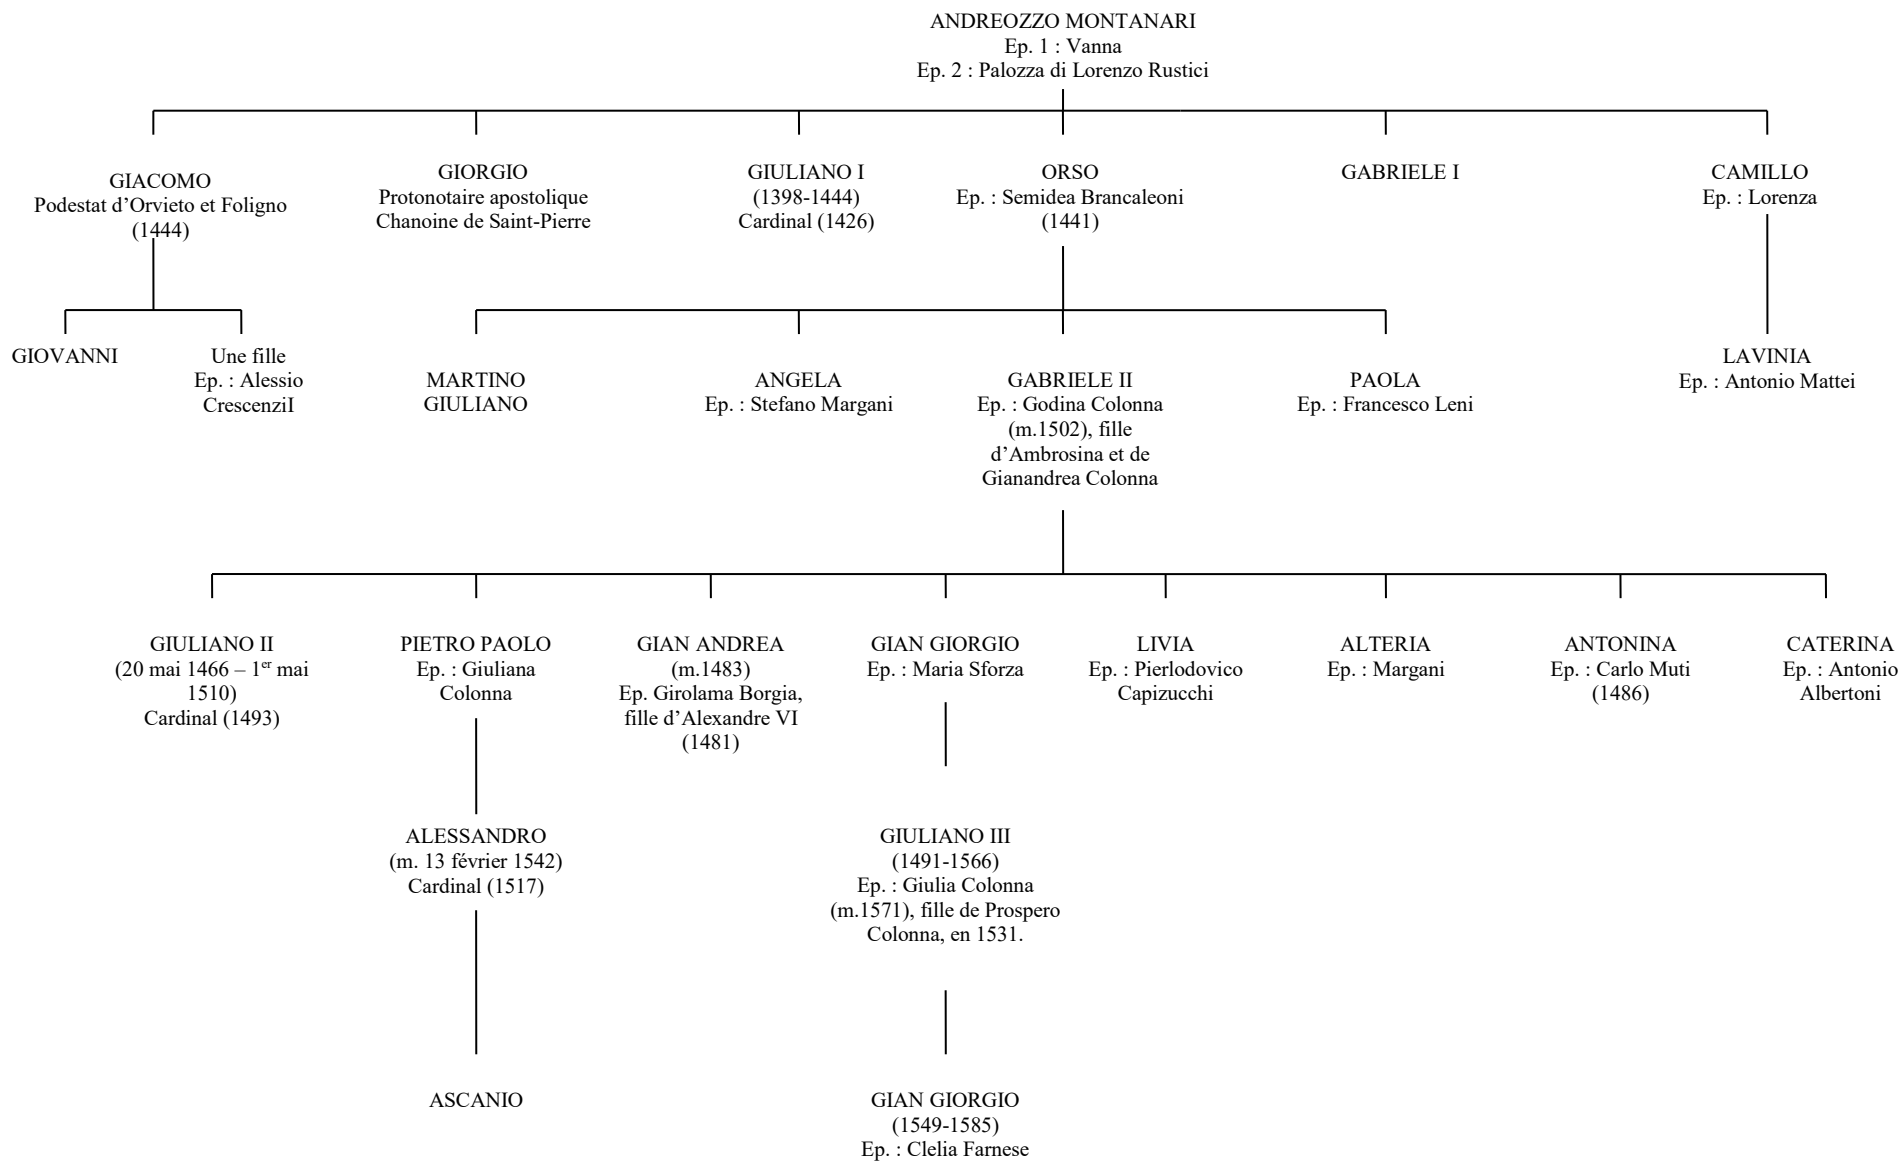 ANDREOZZO MONTANARI
Ep. 1 : Vanna
Ep. 2 : Palozza di Lorenzo Rustici
GIACOMO
Podestat d’Orvieto et Foligno
(1444)
GIORGIO
Protonotaire apostolique
Chanoine de Saint-Pierre
GIULIANO I
(1398-1444)
Cardinal (1426)
ORSO
Ep. : Semidea Brancaleoni
(1441)
GABRIELE I
CAMILLO
Ep. : Lorenza
GIOVANNI
Une fille
Ep. : Alessio
CrescenziI
MARTINO
GIULIANO
ANGELA
Ep. : Stefano Margani
GABRIELE II
Ep. : Godina Colonna
(m.1502), fille
d’Ambrosina et de
Gianandrea Colonna
PAOLA
Ep. : Francesco Leni
LAVINIA
Ep. : Antonio Mattei
GIULIANO II
(20 mai 1466 – 1er mai
1510)
Cardinal (1493)
PIETRO PAOLO
Ep. : Giuliana
Colonna
GIAN ANDREA
(m.1483)
Ep. Girolama Borgia,
fille d’Alexandre VI
(1481)
GIAN GIORGIO
Ep. : Maria Sforza
LIVIA
Ep. : Pierlodovico
Capizucchi
ALTERIA
Ep. : Margani
ANTONINA
Ep. : Carlo Muti
(1486)
CATERINA
Ep. : Antonio
Albertoni
ALESSANDRO
(m. 13 février 1542)
Cardinal (1517)
GIULIANO III
(1491-1566)
Ep. : Giulia Colonna
(m.1571), fille de Prospero
Colonna, en 1531.
ASCANIO
GIAN GIORGIO
(1549-1585)
Ep. : Clelia Farnese